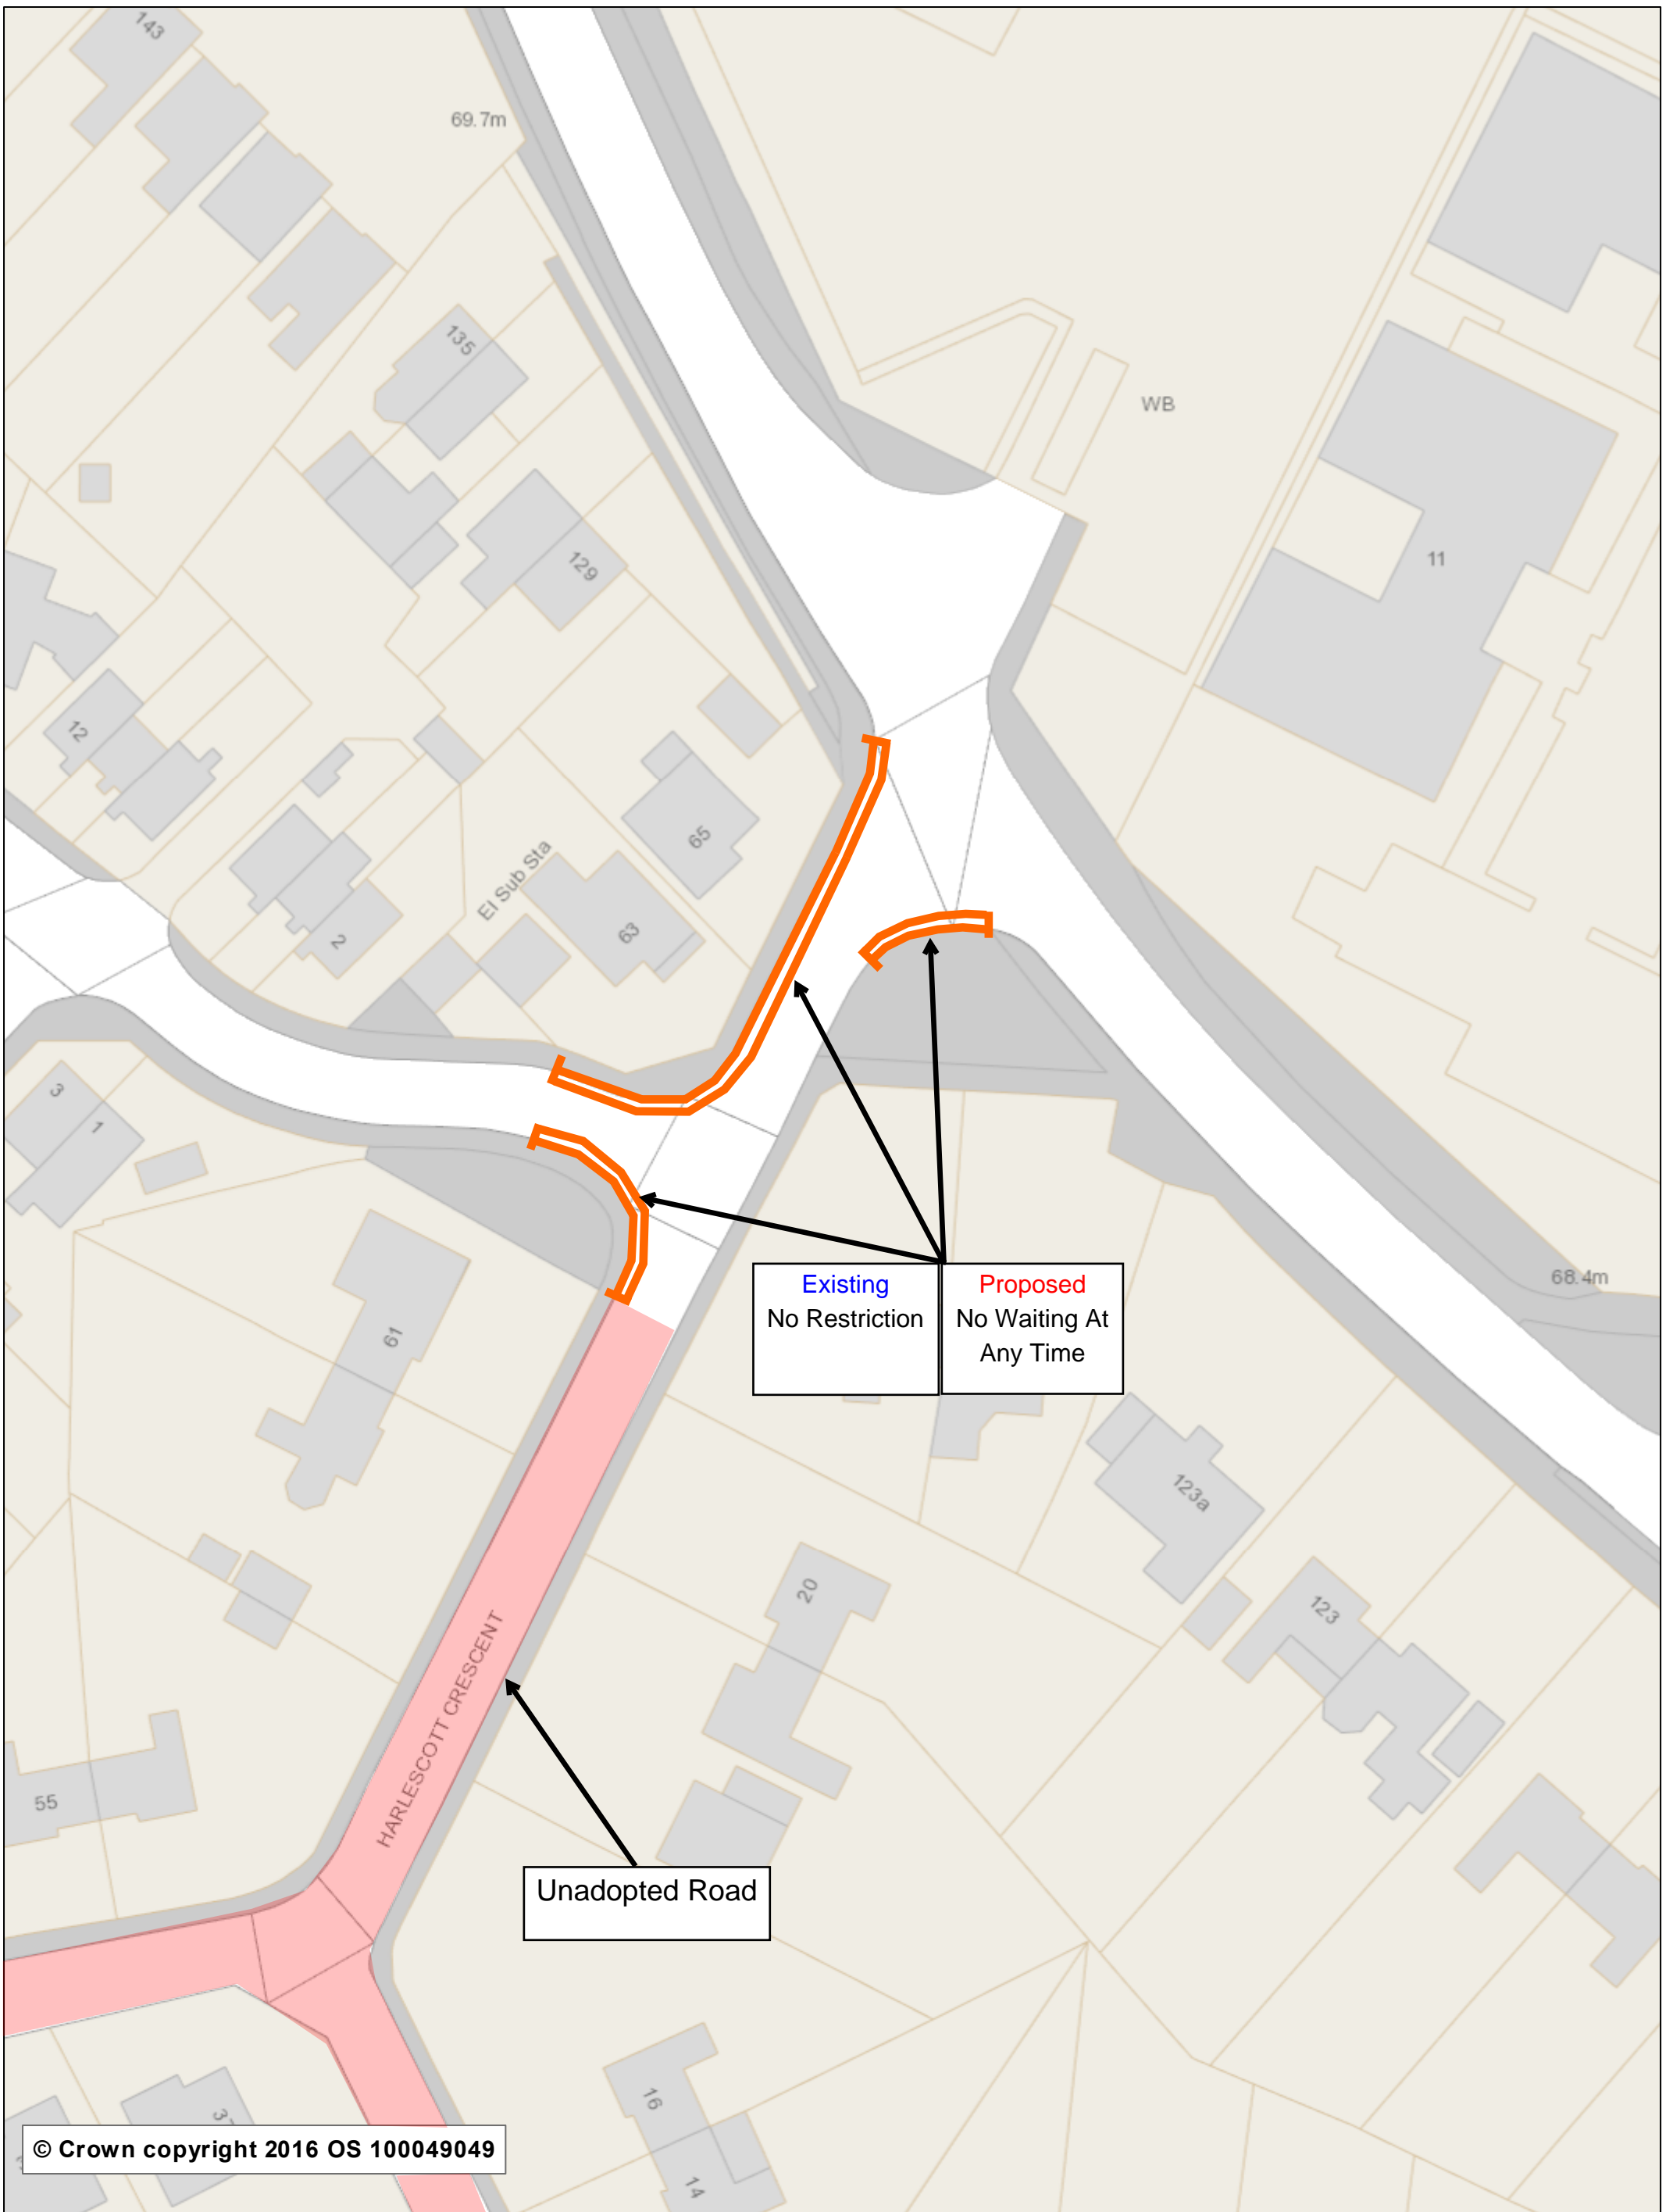 143
69.7m
135
WB
129
11
12
65
El Sub Sta
63
2
3
1
Existing
No Restriction
Proposed
No Waiting At
Any Time
68.4m
61
123a
20
123
HARLESCOTT CRESCENT
55
Unadopted Road
16
37
© Crown copyright 2016 OS 100049049
14